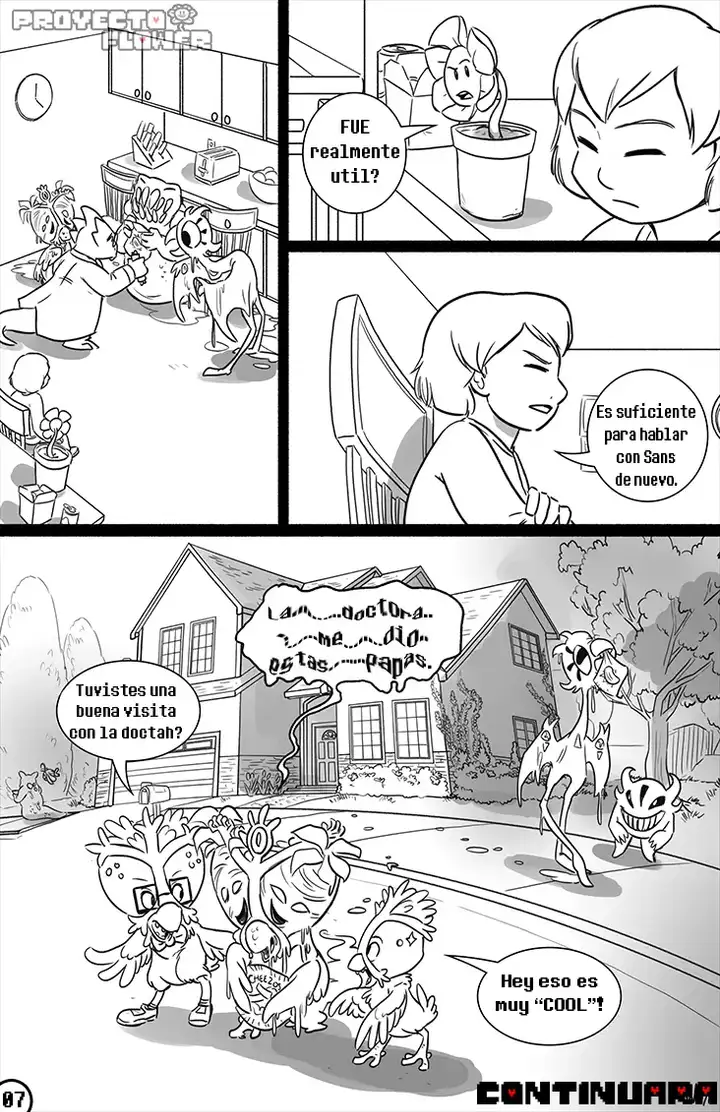 PROYECTO
FLOWER
FUE
realmente
util?
Es suficiente
para hablar
con Sans
de nuevo.
La.......doctora..
me dio
estas papas.
Tuvistes una
buena visita
con la doctah?
CHEEZOS
Hey eso es
muy "COOL"!
07
CONTINUARA